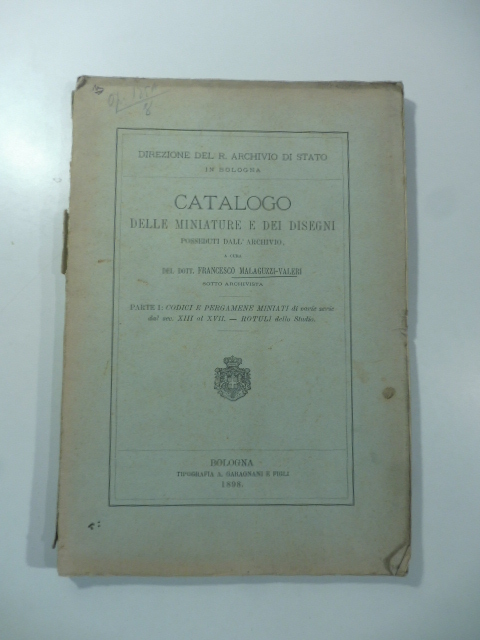 DIREZIONE DEL R. ARCHIVIO DI STATO
IN BOLOGNA
CATALOGO
DELLE MINIATURE E DEI DISEGNI
POSSEDUTI DALL' ARCHIVIO,
A CURA
DEL DOTT. FRANCESCO MALAGUZZI-VALERI
SOTTO ARCHIVISTA
PARTE I: CODICI E PERGAMENE MINIATI di varie serie
dal sec. XIII al XVII. — ROTULI dello Studio.
BOLOGNA
TIPOGRAFIA A. GARAGNANI E FIGLI
1898.